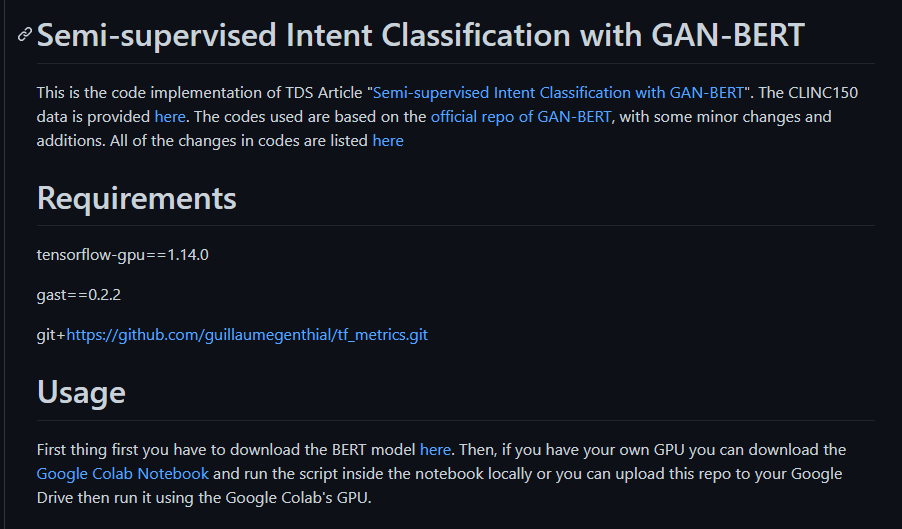 Semi-supervised Intent Classification with GAN-BERT
This is the code implementation of TDS Article "Semi-supervised Intent Classification with GAN-BERT". The CLINC150
data is provided here. The codes used are based on the official repo of GAN-BERT, with some minor changes and
additions. All of the changes in codes are listed here
Requirements
tensorflow-gpu==1.14.0
gast==0.2.2
git+https://github.com/guillaumegenthial/tf_metrics.git
Usage
First thing first you have to download the BERT model here. Then, if you have your own GPU you can download the
Google Colab Notebook and run the script inside the notebook locally or you can upload this repo to your Google
Drive then run it using the Google Colab's GPU.